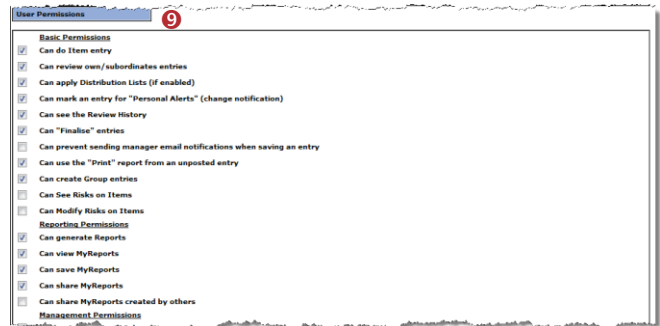 User Permissions
9
Basic Permissions
Can do Item entry
Can review own/subordinates entries
Can apply Distribution Lists (if enabled)
Can mark an entry for "Personal Alerts" (change notification)
Can see the Review History
Can "Finalise" entries
Can prevent sending manager email notifications when saving an entry
Can use the "Print" report from an unposted entry
Can create Group entries
Can See Risks on Items
Can Modify Risks on Items
Reporting Permissions
Can generate Reports
Can view MyReports
Can save MyReports
Can share MyReports
Can share MyReports created by others
Management Permissions